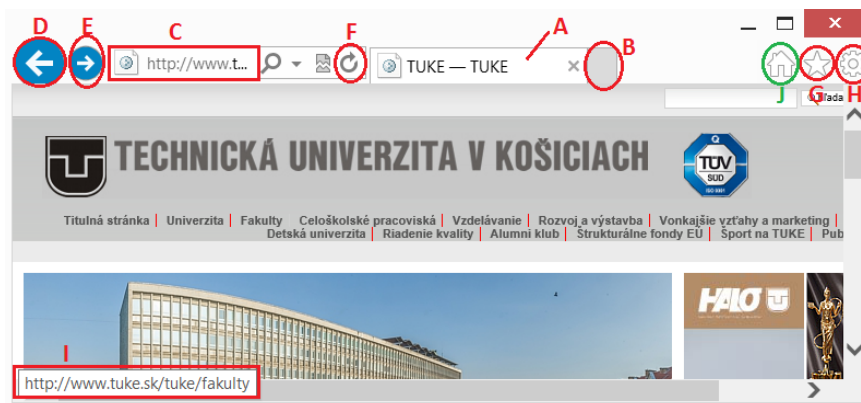 D E C F A B
http://www.t...
TUKE — TUKE
J G H
TECHNICKÁ UNIVERZITA V KOŠICIACH
TÜV
SÜD
ISO 9001
Titulná stránka | Univerzita | Fakulty Celoškolské pracoviská | Vzdelávanie | Rozvoj a výstavba | Vonkajšie vzťahy a marketing |
Detská univerzita | Riadenie kvality | Alumni klub | Štrukturálne fondy EÚ | Šport na TUKE | Pub
HALO
I
http://www.tuke.sk/tuke/fakulty